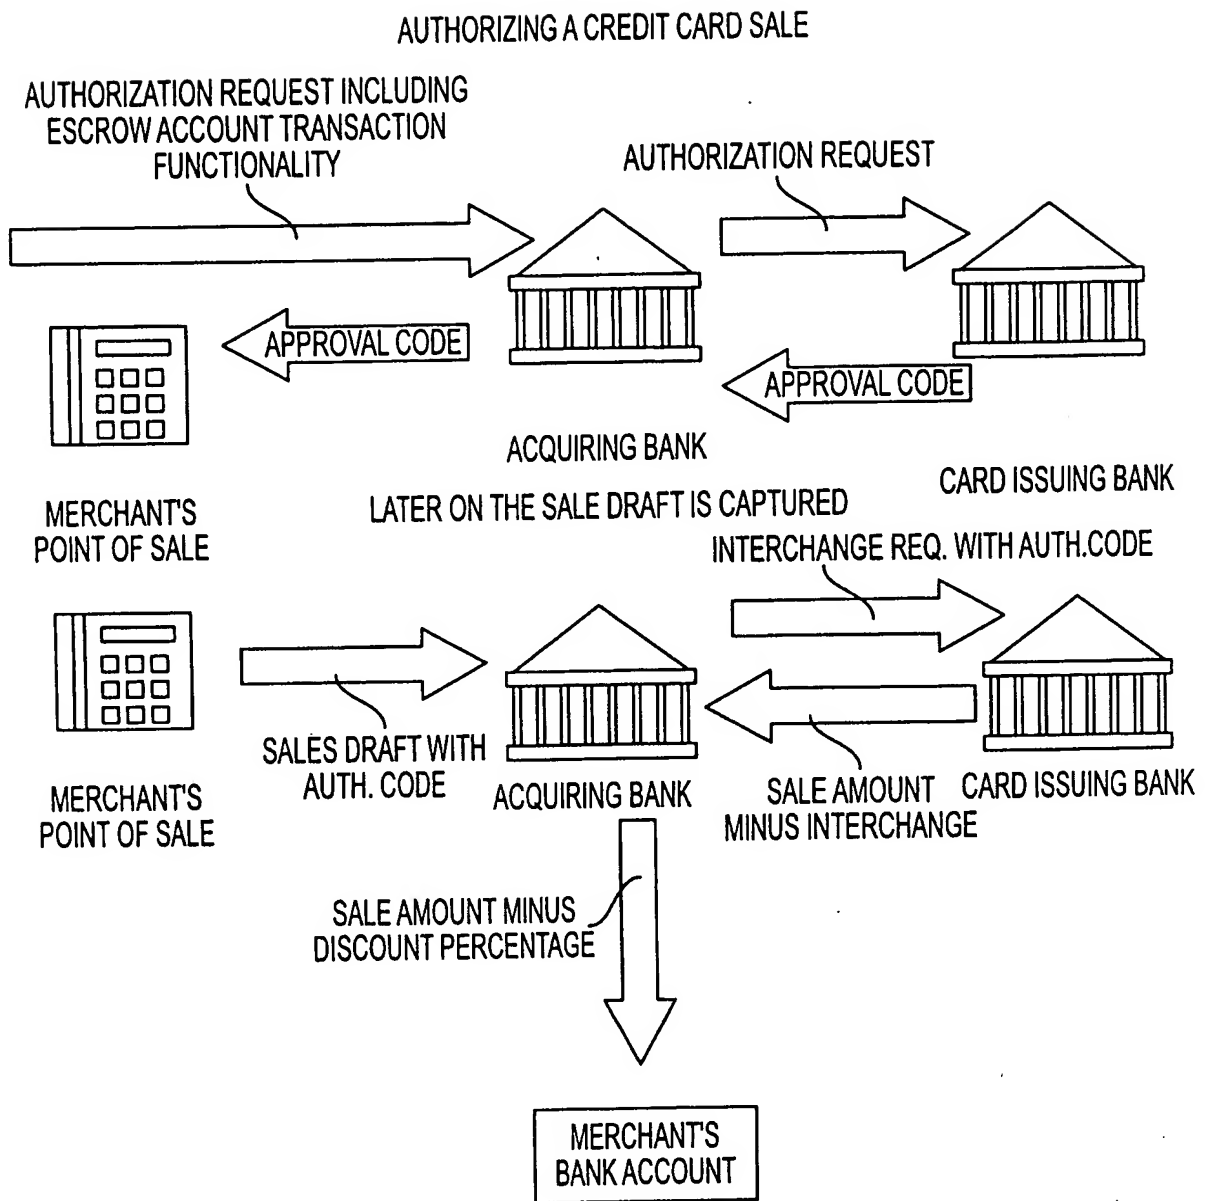 AUTHORIZING A CREDIT CARD SALE
AUTHORIZATION REQUEST INCLUDING
ESCROW ACCOUNT TRANSACTION
FUNCTIONALITY
AUTHORIZATION REQUEST
APPROVAL CODE
APPROVAL CODE
ACQUIRING BANK
CARD ISSUING BANK
MERCHANT'S
POINT OF SALE
LATER ON THE SALE DRAFT IS CAPTURED
INTERCHANGE REQ. WITH AUTH.CODE
SALES DRAFT WITH
AUTH. CODE
MERCHANT'S
POINT OF SALE
ACQUIRING BANK
SALE AMOUNT
MINUS INTERCHANGE
CARD ISSUING BANK
SALE AMOUNT MINUS
DISCOUNT PERCENTAGE
MERCHANT'S
BANK ACCOUNT